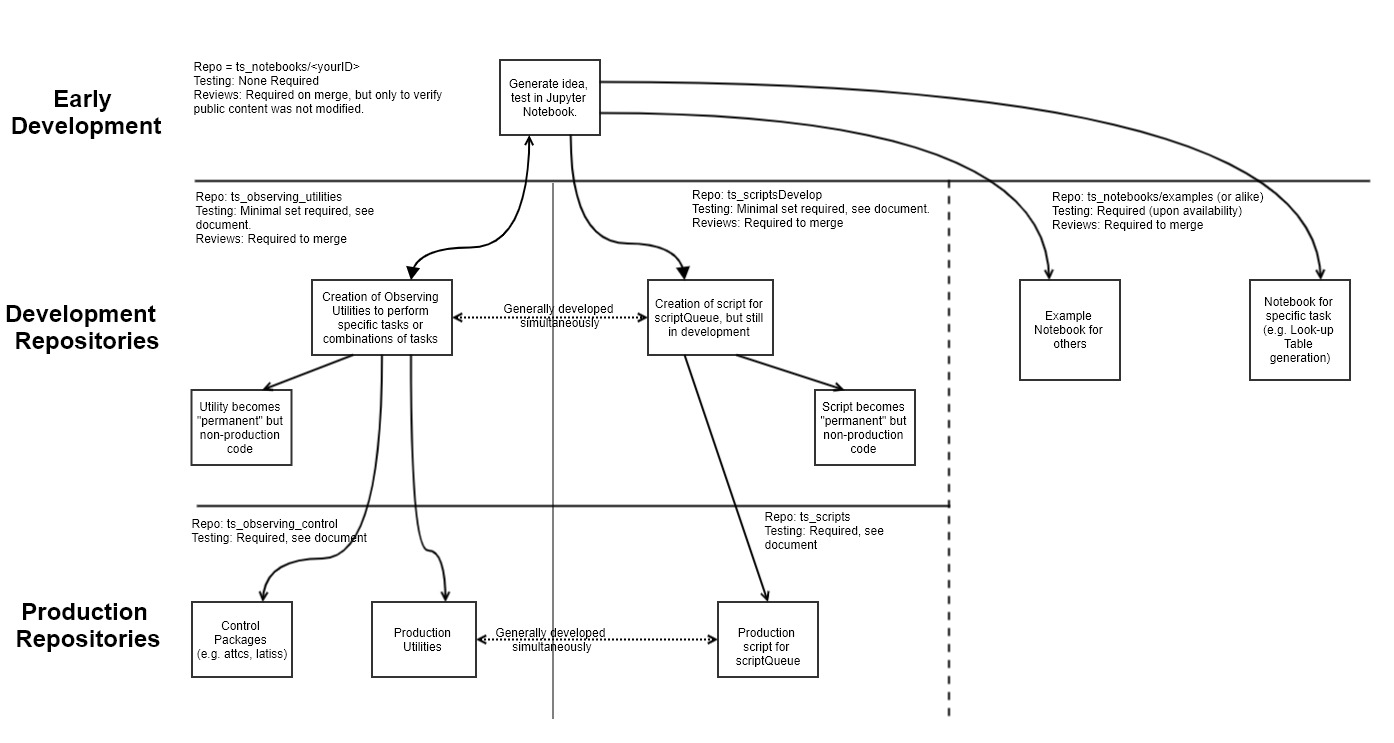 Early
Development
Repo = ts_notebooks/<yourID>
Testing: None Required
Reviews: Required on merge, but only to verify
public content was not modified.
Generate idea,
test in Jupyter
Notebook.
Repo: ts_observing_utilities
Testing: Minimal set required, see
document.
Reviews: Required to merge
Repo: ts_scriptsDevelop
Testing: Minimal set required, see document.
Reviews: Required to merge
Repo: ts_notebooks/examples (or alike)
Testing: Required (upon availability)
Reviews: Required to merge
Development
Repositories
Creation of Observing
Utilities to perform
specific tasks or
combinations of tasks
Generally developed
simultaneously
Creation of script for
scriptQueue, but still
in development
Example
Notebook for
others
Notebook for
specific task
(e.g. Look-up
Table
generation)
Utility becomes
"permanent" but
non-production
code
Script becomes
"permanent" but
non-production
code
Repo: ts_observing_control
Testing: Required, see document
Repo: ts_scripts
Testing: Required, see
document
Production
Repositories
Control
Packages
(e.g. attcs, latiss)
Production
Utilities
Generally developed
simultaneously
Production
script for
scriptQueue